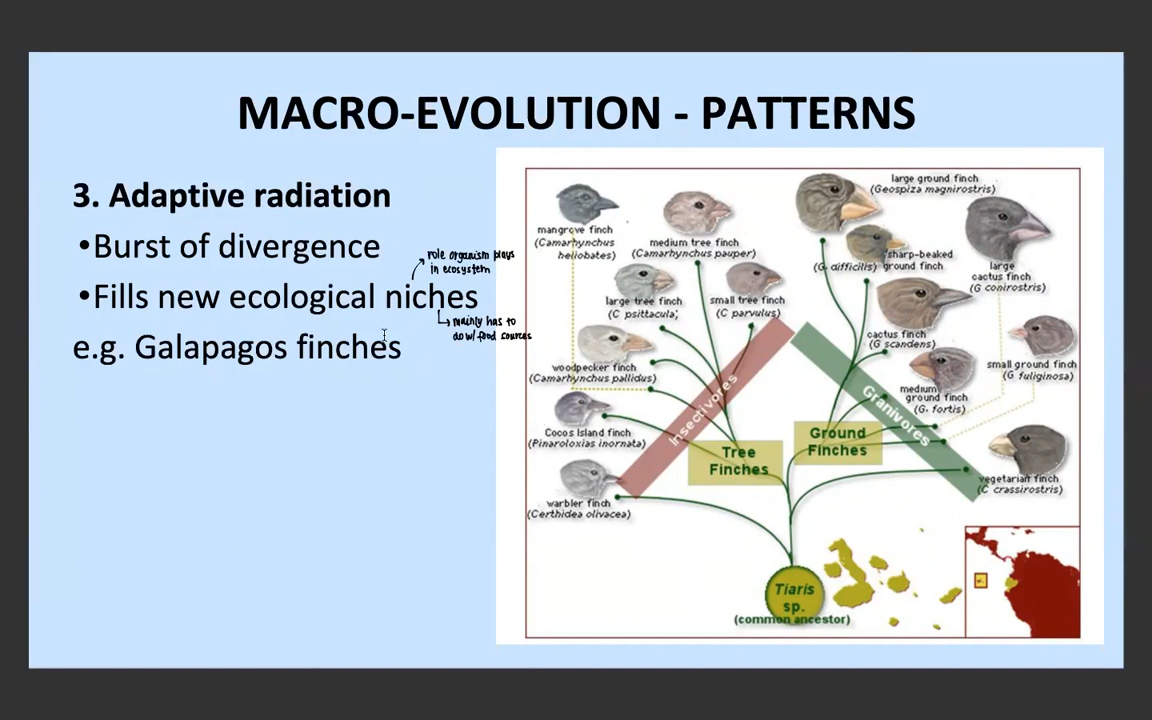 MACRO-EVOLUTION - PATTERNS
3. Adaptive radiation
•Burst of divergence
role organism plays
in ecosystem
•Fills new ecological niches
mainly has to
do w/ food sources
e.g. Galapagos finches
mangrove finch
(Camarhynchus
heliobates)
medium tree finch
(Camarhynchus pauper)
large ground finch
(Geospiza magnirostris)
sharp-beaked
(G. difficilis) ground finch
large
cactus finch
(G conirostris)
large tree finch
(C psittacula)
small tree finch
(C parvulus)
cactus finch
(G scandens)
small ground finch
(G fuliginosa)
woodpecker finch
(Camarhynchus pallidus)
medium
ground finch
(G. fortis)
Insectivores
Granivores
Cocos Island finch
(Pinaroloxias inornata)
Tree
Finches
Ground
Finches
vegetarian finch
(C crassirostris)
warbler finch
(Certhidea olivacea)
Tiaris
sp.
(common ancestor)